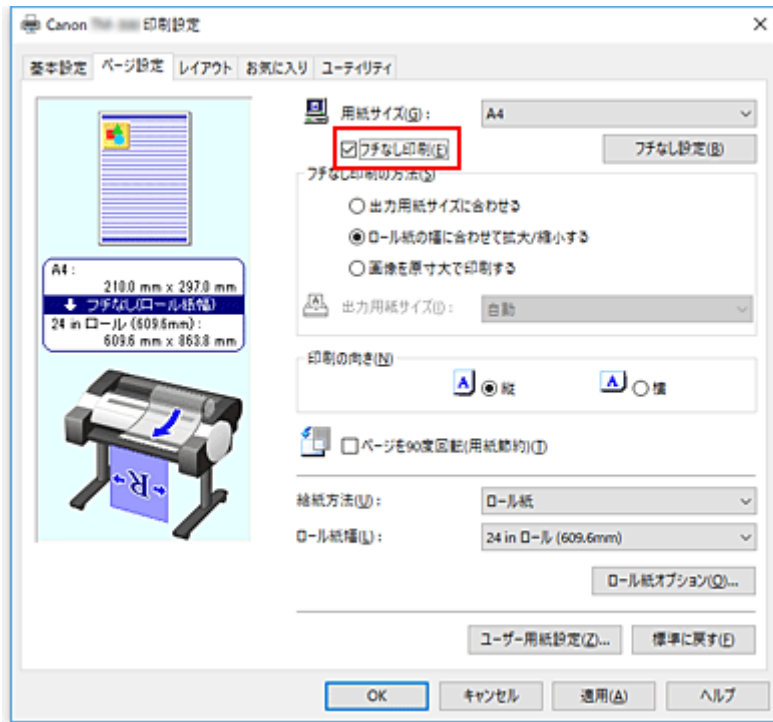 Canon 印刷設定
基本設定 ページ設定 レイアウト お気に入り ユーティリティ
用紙サイズ(G): A4
フチなし印刷(E) フチなし設定(B)
フチなし印刷の方法(S)
出力用紙サイズに合わせる
ロール紙の幅に合わせて拡大/縮小する
画像を原寸大で印刷する
出力用紙サイズ(I): 自動
A4:
210.0 mm x 297.0 mm
フチなし(ロール紙幅)
24 in ロール (609.6mm):
609.6 mm x 863.8 mm
印刷の向き(N)
A 縦 A 横
ページを90度回転(用紙節約)(T)
R
給紙方法(U): ロール紙
ロール紙幅(L): 24 in ロール (609.6mm)
ロール紙オプション(O)...
ユーザー用紙設定(Z)... 標準に戻す(F)
OK キャンセル 適用(A) ヘルプ